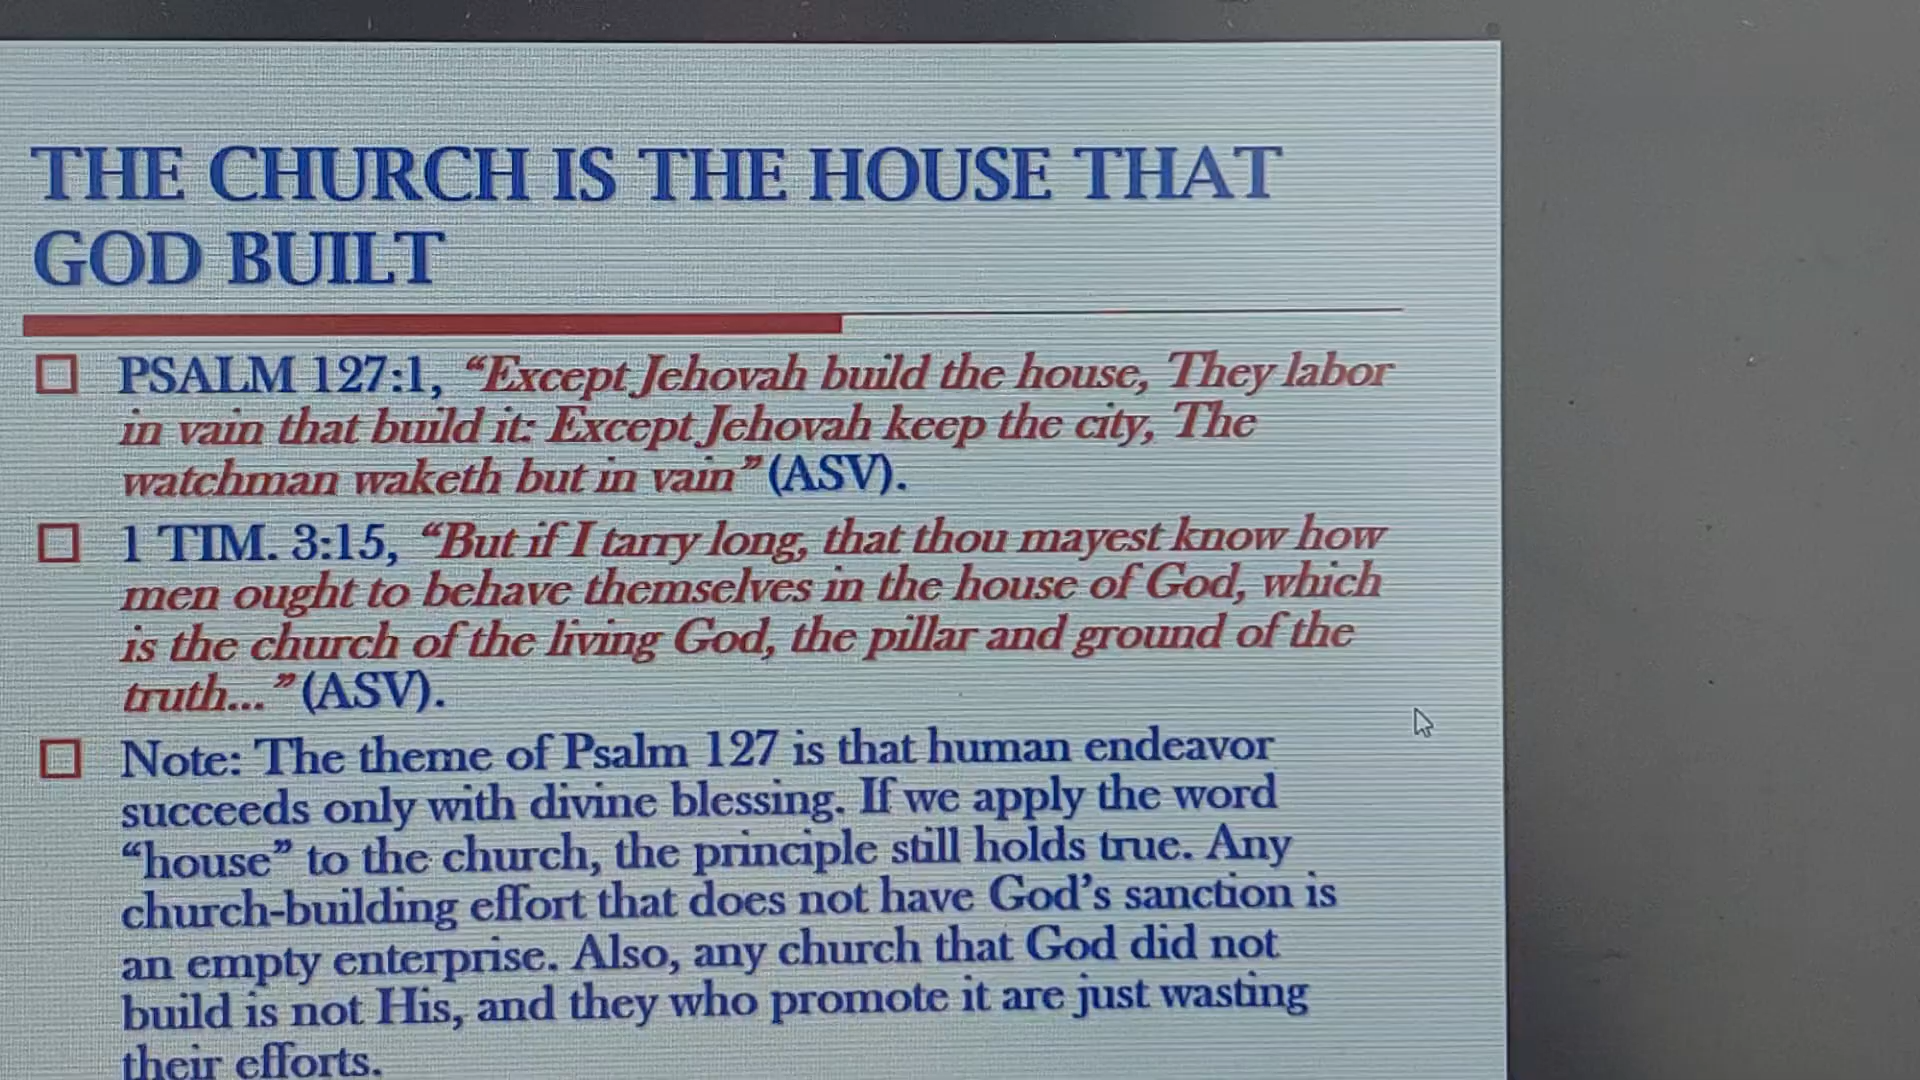 THE CHURCH IS THE HOUSE THAT
GOD BUILT
PSALM 127:1, “Except Jehovah build the house, They labor
in vain that build it: Except Jehovah keep the city, The
watchman waketh but in vain” (ASV).
1 TIM. 3:15, “But if I tarry long, that thou mayest know how
men ought to behave themselves in the house of God, which
is the church of the living God, the pillar and ground of the
truth...” (ASV).
Note: The theme of Psalm 127 is that human endeavor
succeeds only with divine blessing. If we apply the word
“house” to the church, the principle still holds true. Any
church-building effort that does not have God’s sanction is
an empty enterprise. Also, any church that God did not
build is not His, and they who promote it are just wasting
their efforts.